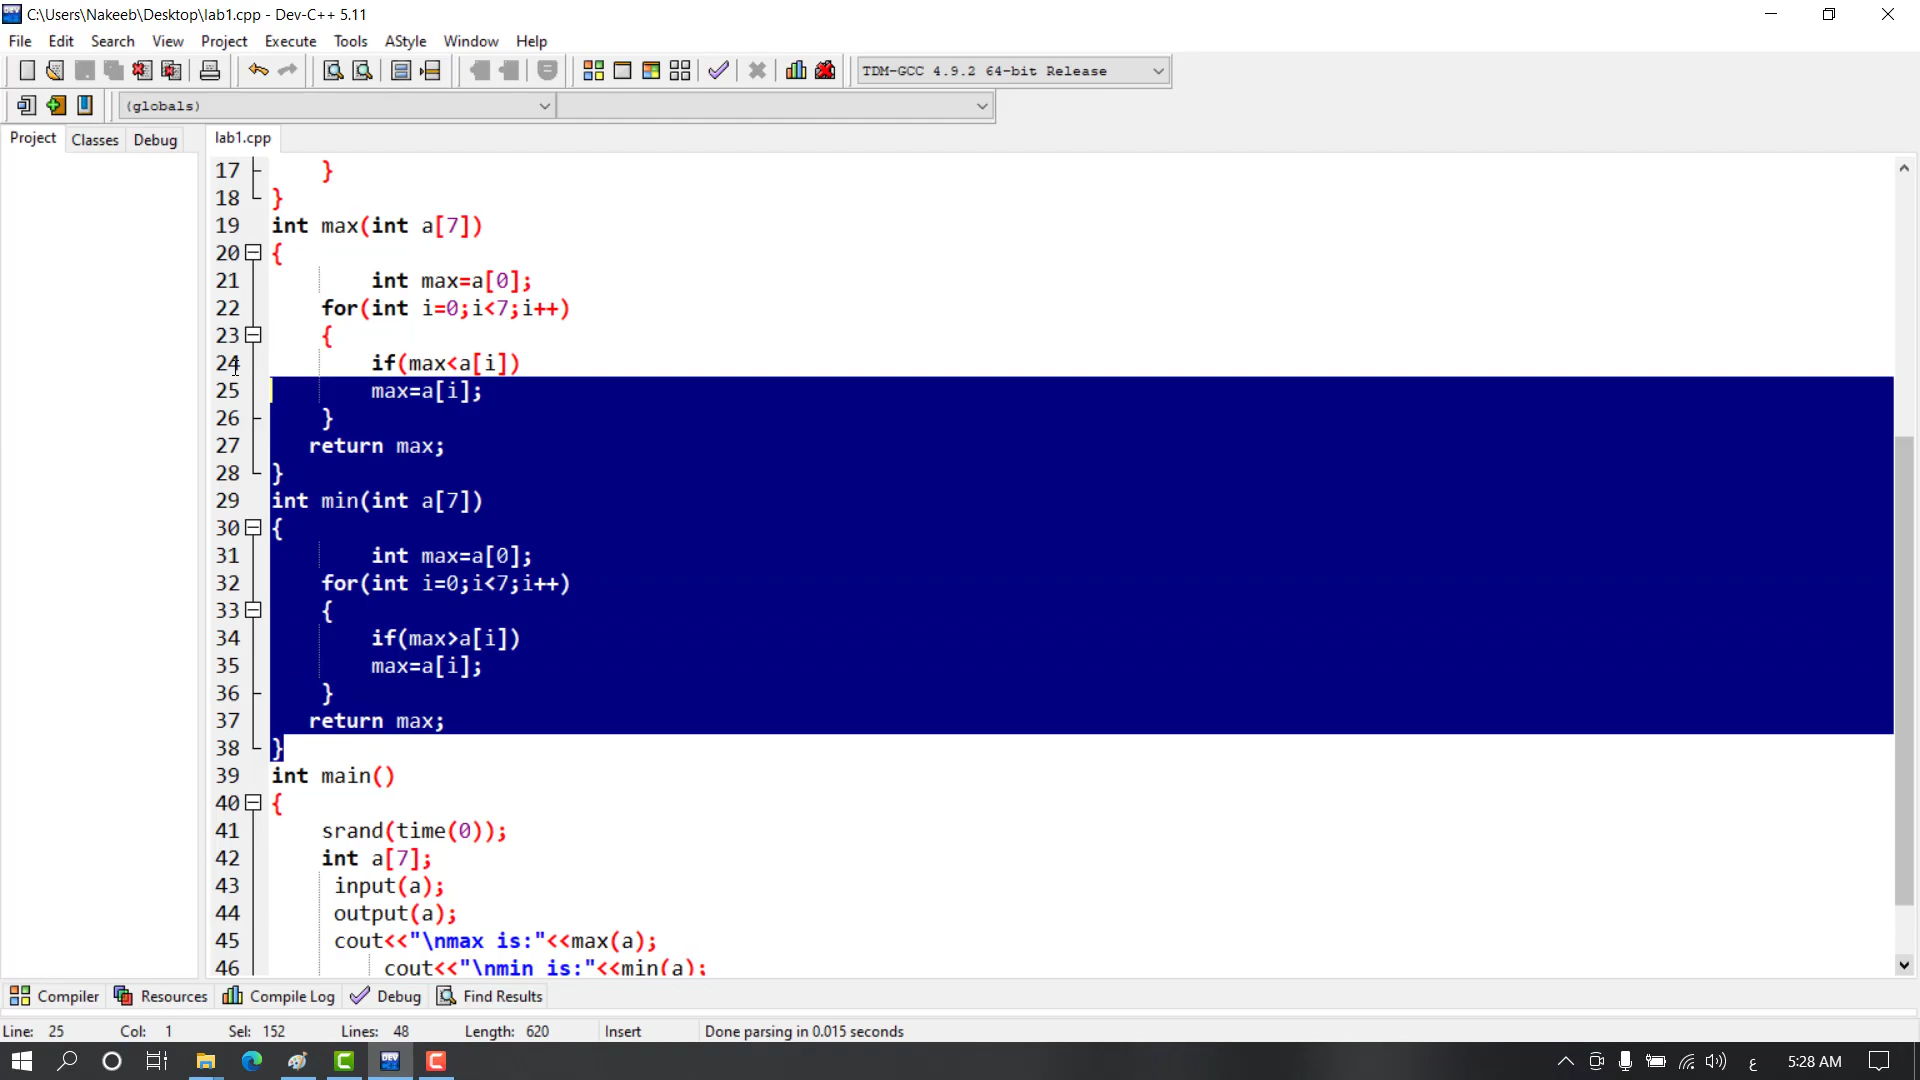 C:\Users\Nakeeb\Desktop\lab1.cpp - Dev-C++ 5.11
File Edit Search View Project Execute Tools AStyle Window Help
TDM-GCC 4.9.2 64-bit Release
(globals)
Project Classes Debug lab1.cpp
17 }
18 }
19 int max(int a[7])
20 {
21 int max=a[0];
22 for(int i=0;i<7;i++)
23 {
24 if(max<a[i])
25 max=a[i];
26 }
27 return max;
28 }
29 int min(int a[7])
30 {
31 int max=a[0];
32 for(int i=0;i<7;i++)
33 {
34 if(max>a[i])
35 max=a[i];
36 }
37 return max;
38 }
39 int main()
40 {
41 srand(time(0));
42 int a[7];
43 input(a);
44 output(a);
45 cout<<"\nmax is:"<<max(a);
46 cout<<"\nmin is:"<<min(a);
Compiler Resources Compile Log Debug Find Results
Line: 25 Col: 1 Sel: 152 Lines: 48 Length: 620 Insert Done parsing in 0.015 seconds
DEV ع 5:28 AM